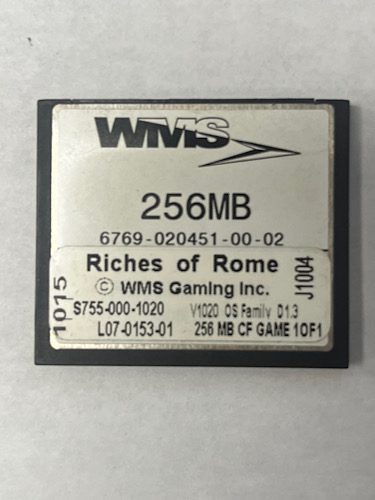 WMS
256MB
6769-020451-00-02
Riches of Rome
© WMS Gaming Inc.
S755-000-1020 V1020 OS Family D1.3
L07-0153-01 256 MB CF GAME 1OF1
1015
J1004